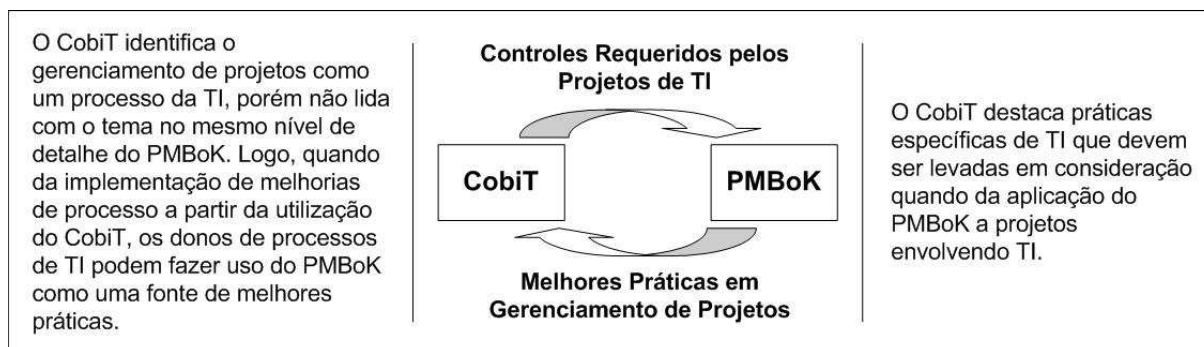 O CobiT identifica o
gerenciamento de projetos como
um processo da TI, porém não lida
com o tema no mesmo nível de
detalhe do PMBoK. Logo, quando
da implementação de melhorias
de processo a partir da utilização
do CobiT, os donos de processos
de TI podem fazer uso do PMBoK
como uma fonte de melhores
práticas.
Controles Requeridos pelos
Projetos de TI
CobiT
PMBoK
Melhores Práticas em
Gerenciamento de Projetos
O CobiT destaca práticas
específicas de TI que devem
ser levadas em consideração
quando da aplicação do
PMBoK a projetos
envolvendo TI.